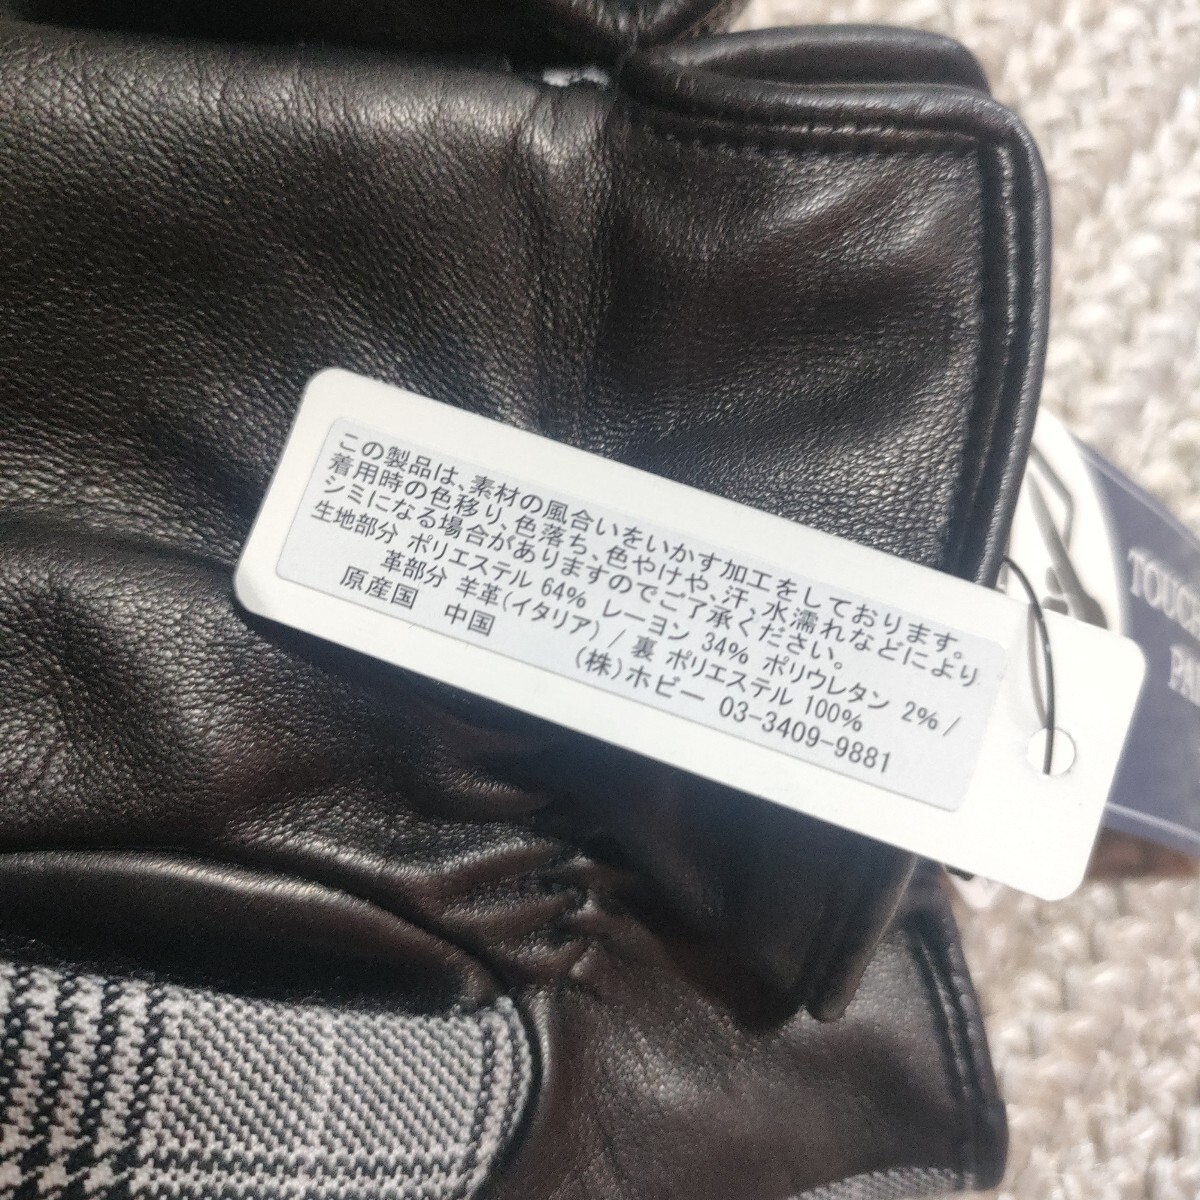 この製品は、素材の風合いをいかす加工をしております。
着用時の色移り、色落ち、色やけや、汗、水濡れなどにより
シミになる場合がありますのでご了承ください。
生地部分 ポリエステル 64% レーヨン 34% ポリウレタン 2% /
革部分 羊革(イタリア) / 裏 ポリエステル 100%
原産国 中国 (株)ホビー 03-3409-9881
TOUC